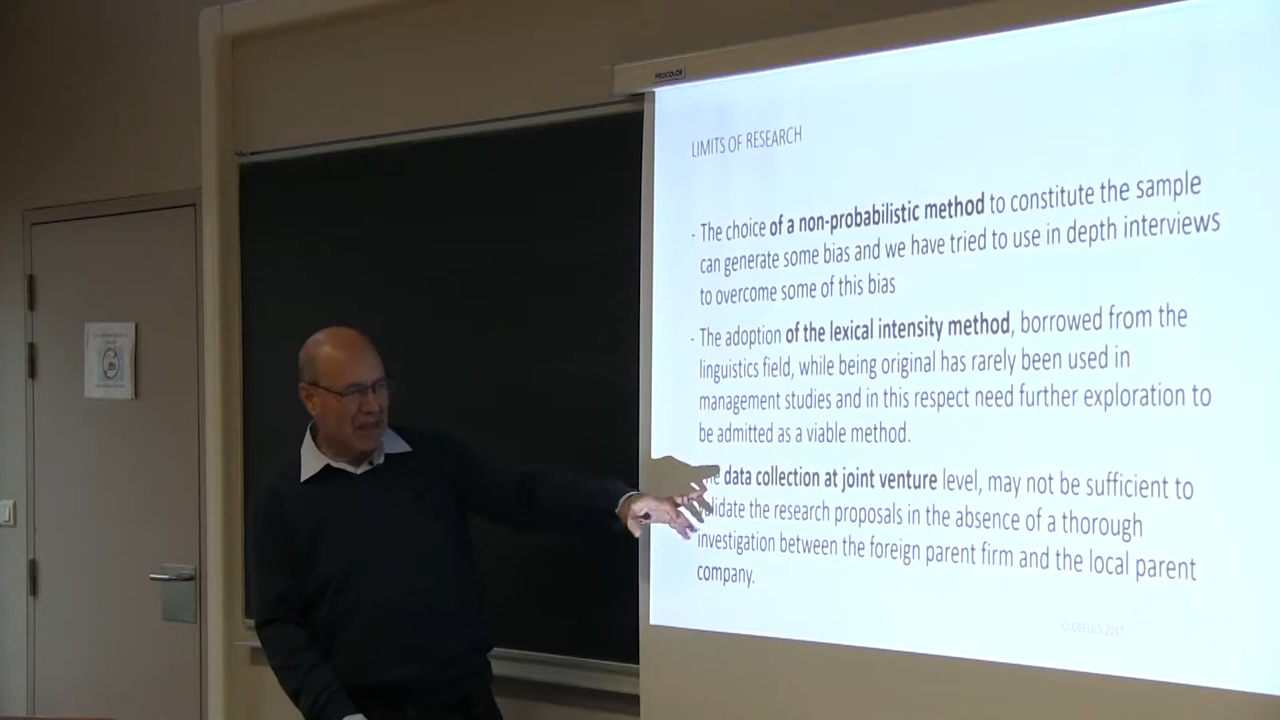 PROCOLOR
LIMITS OF RESEARCH
- The choice of a non-probabilistic method to constitute the sample
can generate some bias and we have tried to use in depth interviews
to overcome some of this bias
- The adoption of the lexical intensity method, borrowed from the
linguistics field, while being original has rarely been used in
management studies and in this respect need further exploration to
be admitted as a viable method.
data collection at joint venture level, may not be sufficient to
validate the research proposals in the absence of a thorough
investigation between the foreign parent firm and the local parent
company.
GLOBELICS 2017